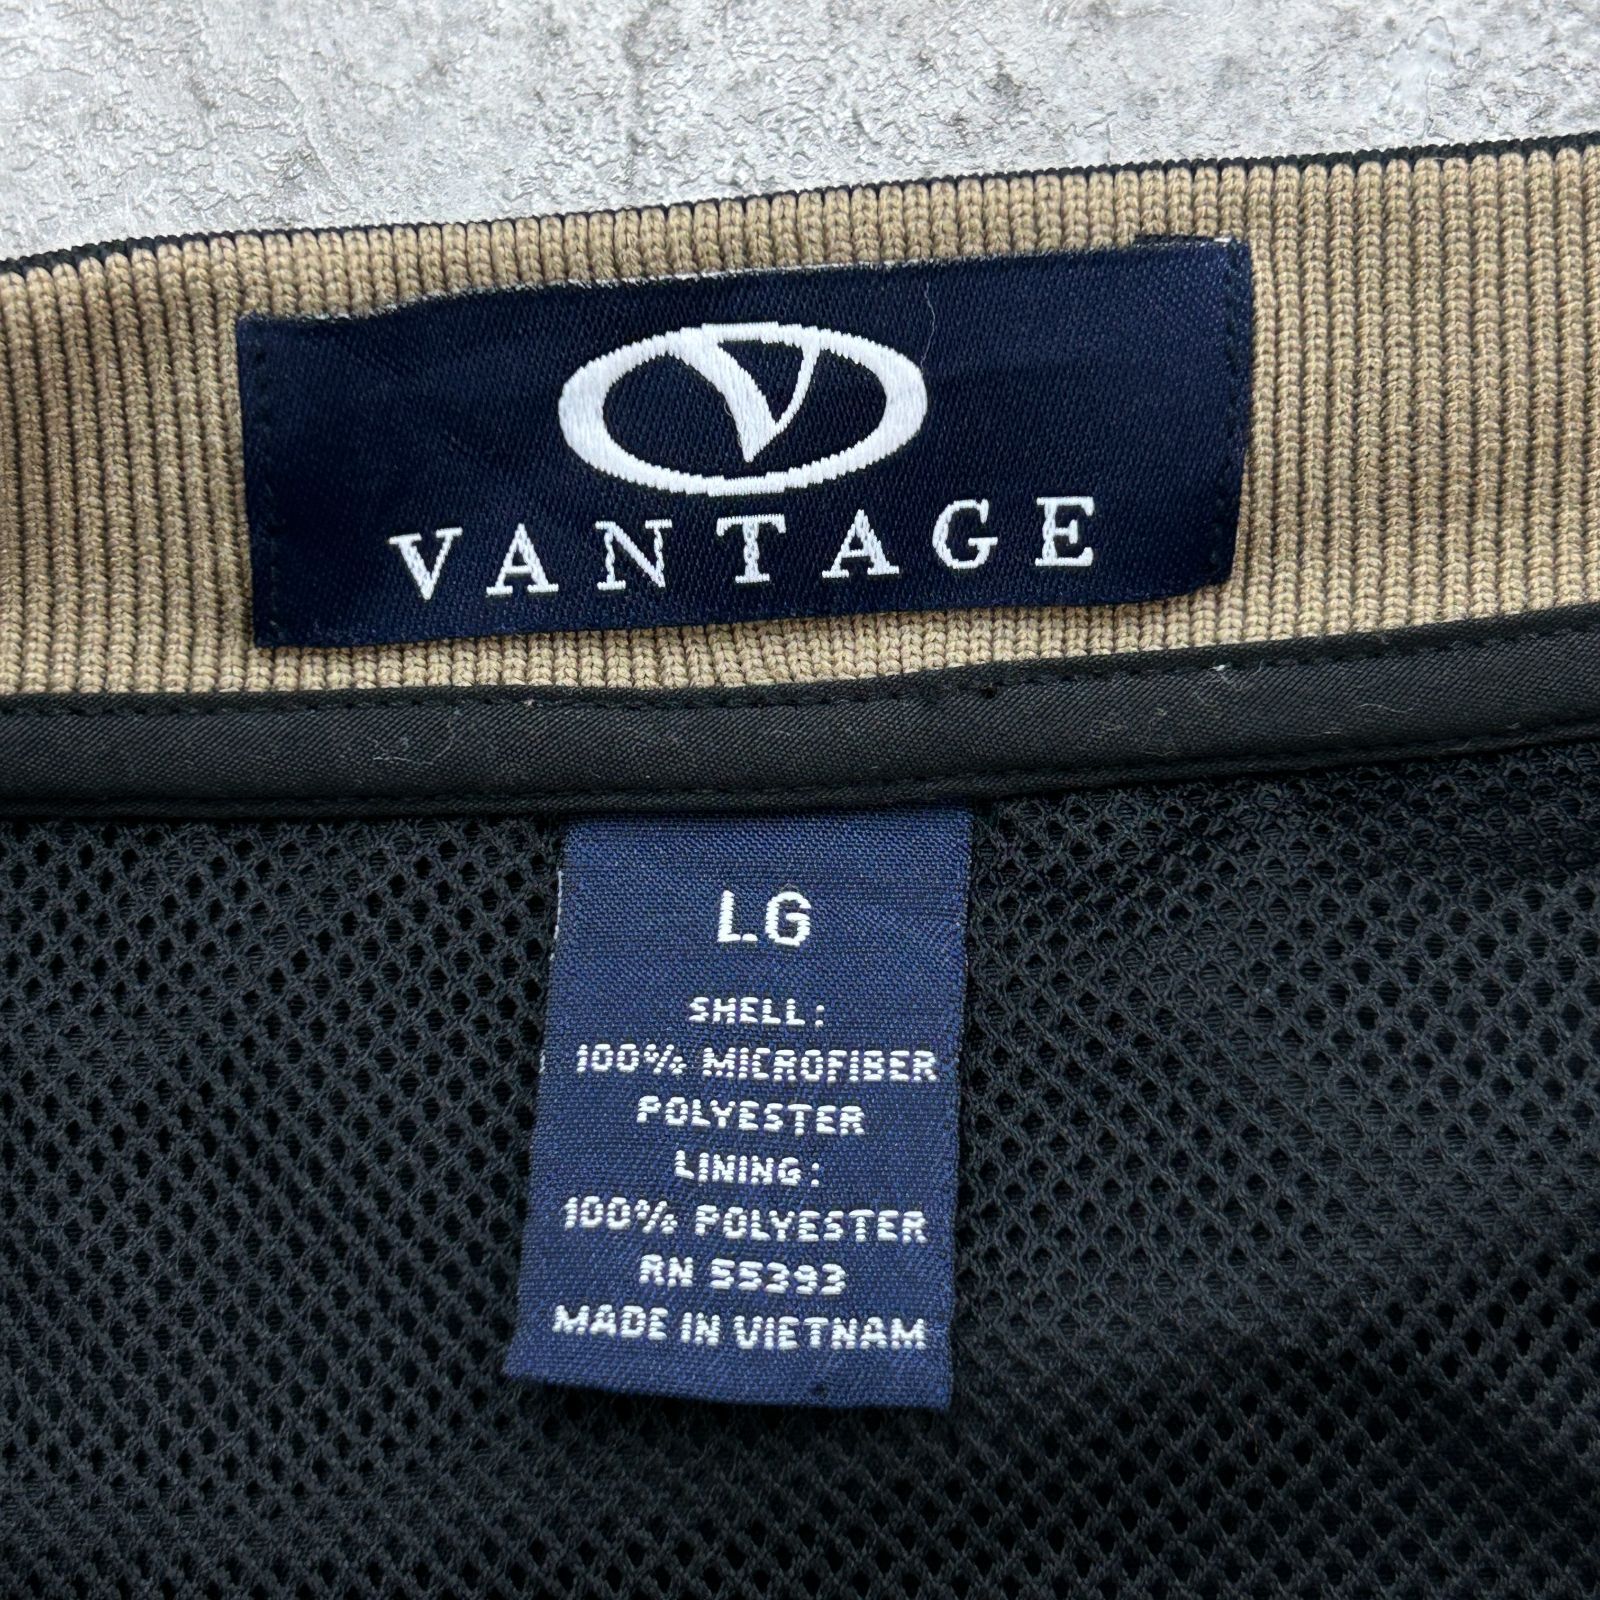 V
VANTAGE
LG
SHELL:
100% MICROFIBER
POLYESTER
LINING:
100% POLYESTER
RN 55393
MADE IN VIETNAM